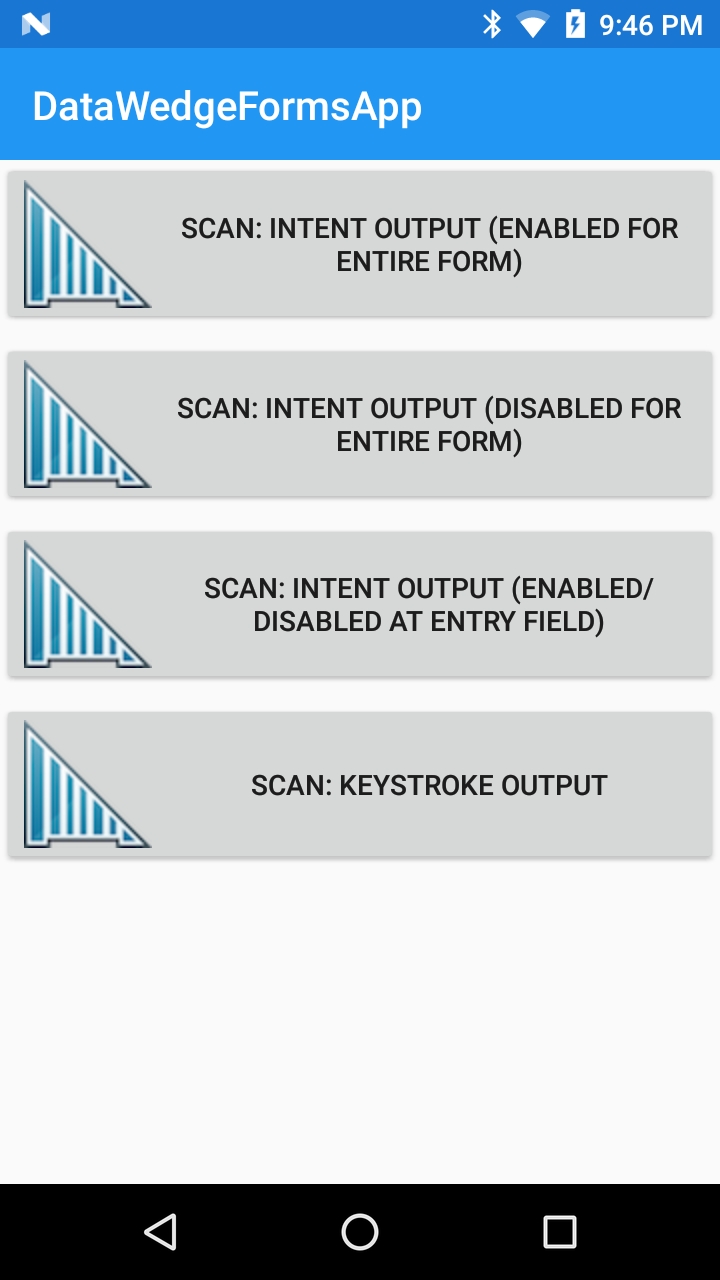 9:46 PM
DataWedgeFormsApp
SCAN: INTENT OUTPUT (ENABLED FOR
ENTIRE FORM)
SCAN: INTENT OUTPUT (DISABLED FOR
ENTIRE FORM)
SCAN: INTENT OUTPUT (ENABLED/
DISABLED AT ENTRY FIELD)
SCAN: KEYSTROKE OUTPUT